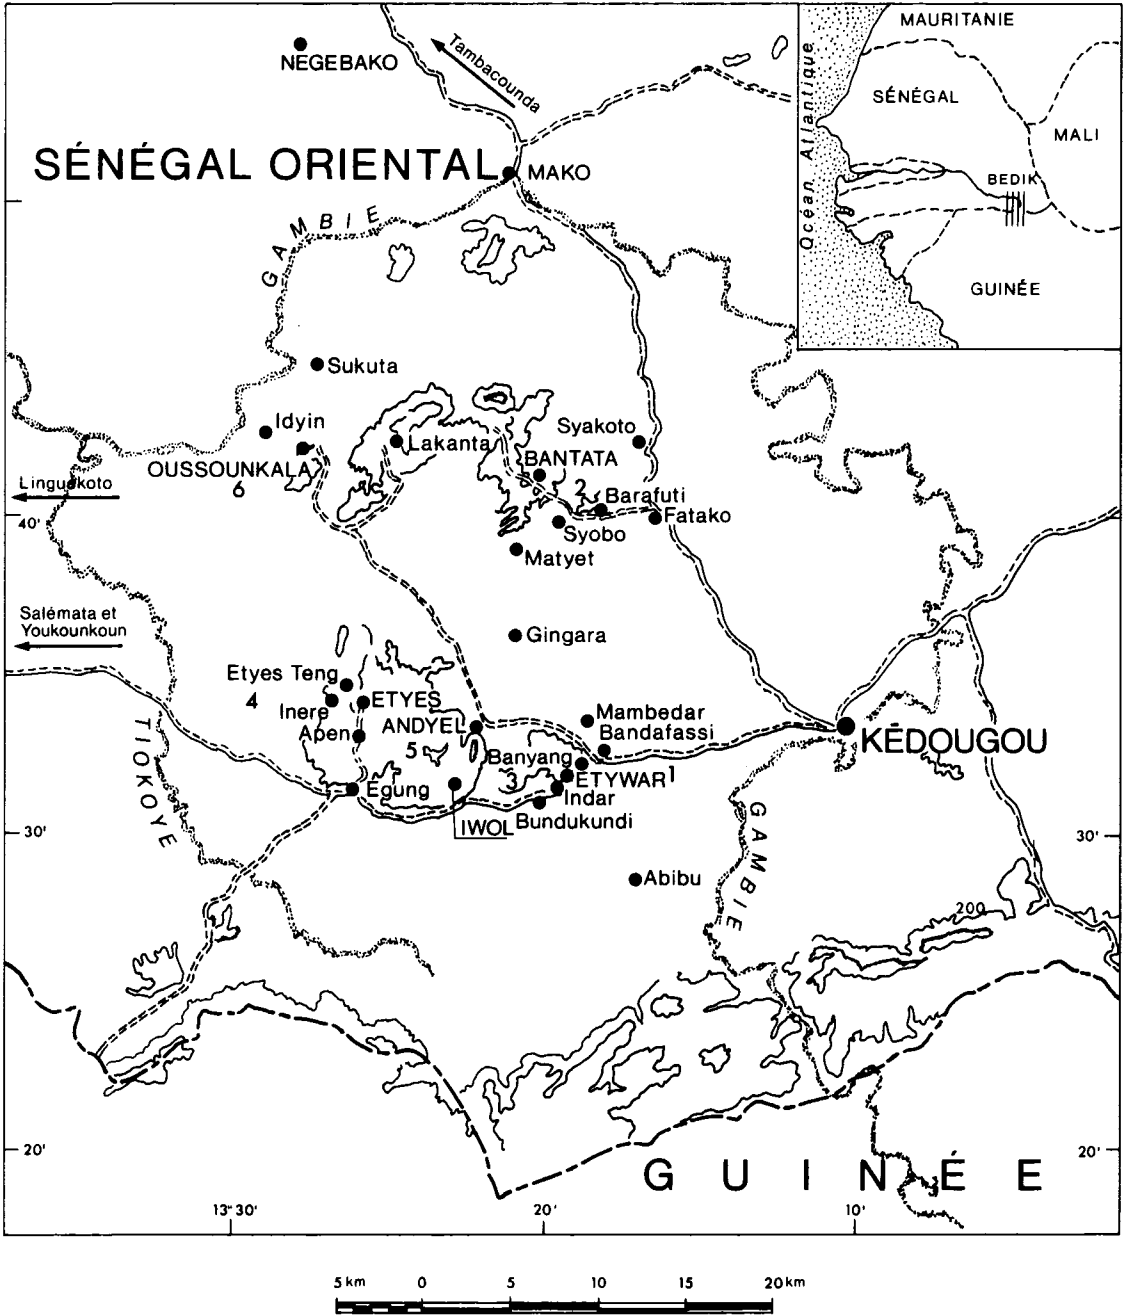 NEGEBAKO
Tambacounda
SÉNÉGAL ORIENTAL
MAKO
GAMBIE
Océan Atlantique
MAURITANIE
SÉNÉGAL
MALI
BEDIK
GUINÉE
Sukuta
Idyin
Lakanta
Syakoto
OUSSOUNKALA
6
BANTATA
2
Barafuti
Linguékoto
40'
Fatako
Syobo
Matyet
Salémata et
Youkounkoun
Gingara
Etyes Teng
4
ETYES
Inere
ANDYEL
Apen
5
Mambedar
Bandafassi
KÉDOUGOU
Banyang
3
ETYWAR 1
Egung
Indar
IWOL
Bundukundi
TIOKOYE
GAMBIE
30'
30'
Abibu
200
20'
20'
GUINÉE
13° 30'
20'
10'
5 km 0 5 10 15 20 km